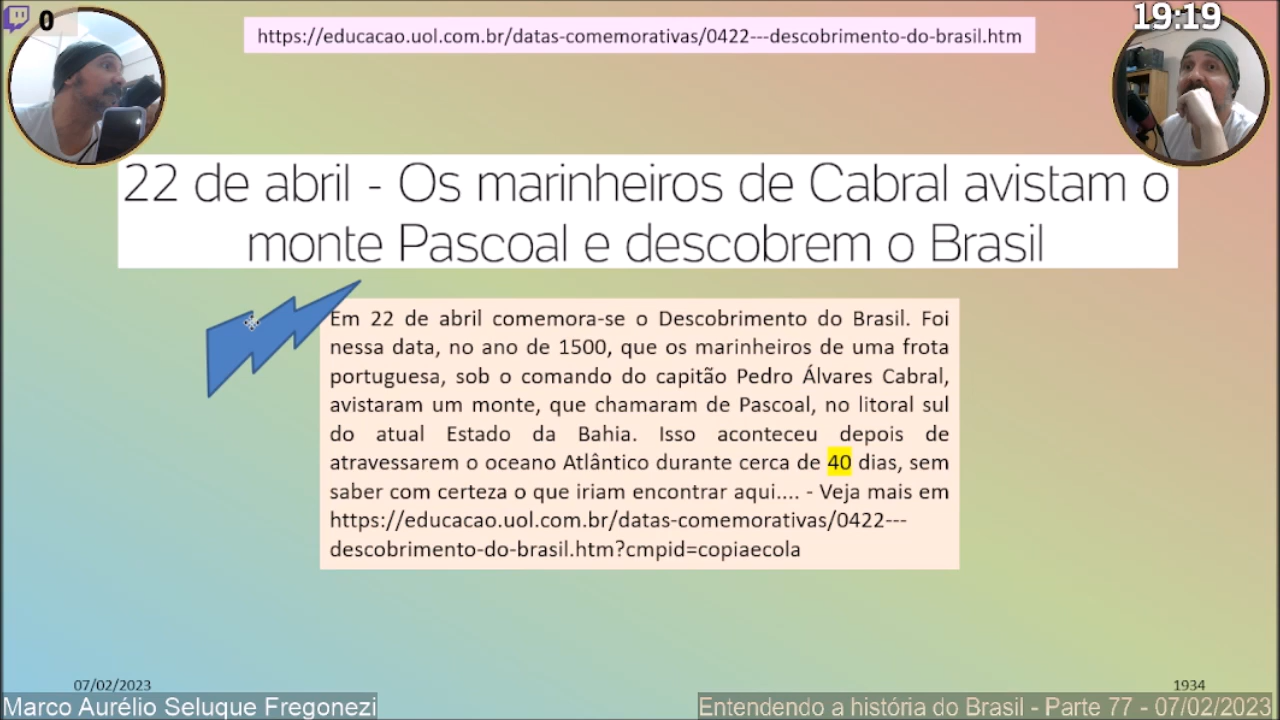 0
19:19
https://educacao.uol.com.br/datas-comemorativas/0422---descobrimento-do-brasil.htm
22 de abril - Os marinheiros de Cabral avistam o
monte Pascoal e descobrem o Brasil
Em 22 de abril comemora-se o Descobrimento do Brasil. Foi
nessa data, no ano de 1500, que os marinheiros de uma frota
portuguesa, sob o comando do capitão Pedro Álvares Cabral,
avistaram um monte, que chamaram de Pascoal, no litoral sul
do atual Estado da Bahia. Isso aconteceu depois de
atravessarem o oceano Atlântico durante cerca de 40 dias, sem
saber com certeza o que iriam encontrar aqui.... - Veja mais em
https://educacao.uol.com.br/datas-comemorativas/0422---
descobrimento-do-brasil.htm?cmpid=copiaecola
07/02/2023
1934
Marco Aurélio Seluque Fregonezi
Entendendo a história do Brasil - Parte 77 - 07/02/2023